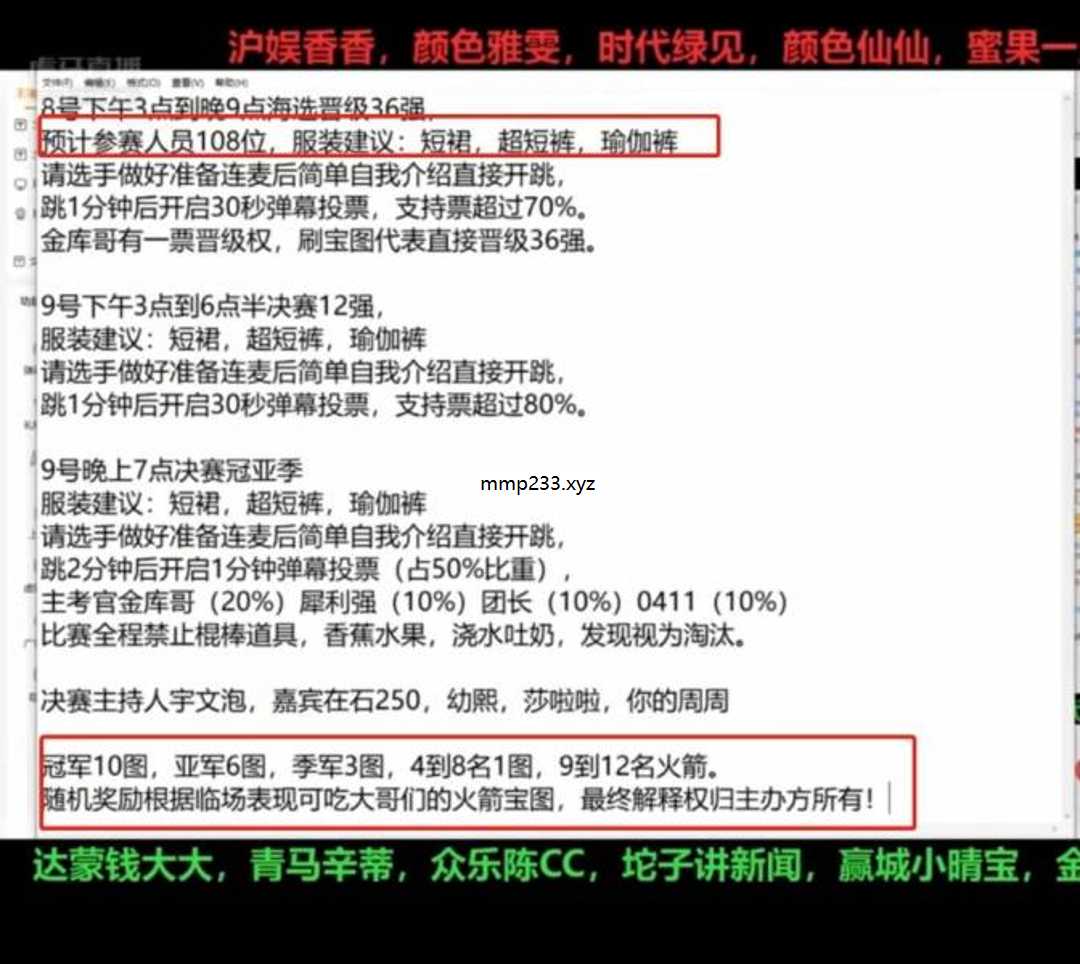 沪娱香香，颜色雅雯，时代绿见，颜色仙仙，蜜果一
虎马直播
文件(F) 编辑(E) 格式(O) 查看(V) 帮助(H)
8号下午3点到晚9点海选晋级36强，
预计参赛人员108位，服装建议：短裙，超短裤，瑜伽裤
请选手做好准备连麦后简单自我介绍直接开跳，
跳1分钟后开启30秒弹幕投票，支持票超过70%。
金库哥有一票晋级权，刷宝图代表直接晋级36强。
9号下午3点到6点半决赛12强，
服装建议：短裙，超短裤，瑜伽裤
请选手做好准备连麦后简单自我介绍直接开跳，
跳1分钟后开启30秒弹幕投票，支持票超过80%。
9号晚上7点决赛冠亚季
mmp233.xyz
服装建议：短裙，超短裤，瑜伽裤
请选手做好准备连麦后简单自我介绍直接开跳，
跳2分钟后开启1分钟弹幕投票（占50%比重），
主考官金库哥（20%）犀利强（10%）团长（10%）0411（10%）
比赛全程禁止棍棒道具，香蕉水果，浇水吐奶，发现视为淘汰。
决赛主持人宇文泡，嘉宾在石250，幼熙，莎啦啦，你的周周
冠军10图，亚军6图，季军3图，4到8名1图，9到12名火箭。
随机奖励根据临场表现可吃大哥们的火箭宝图，最终解释权归主办方所有！
达蒙钱大大，青马辛蒂，众乐陈CC，坨子讲新闻，赢城小晴宝，金